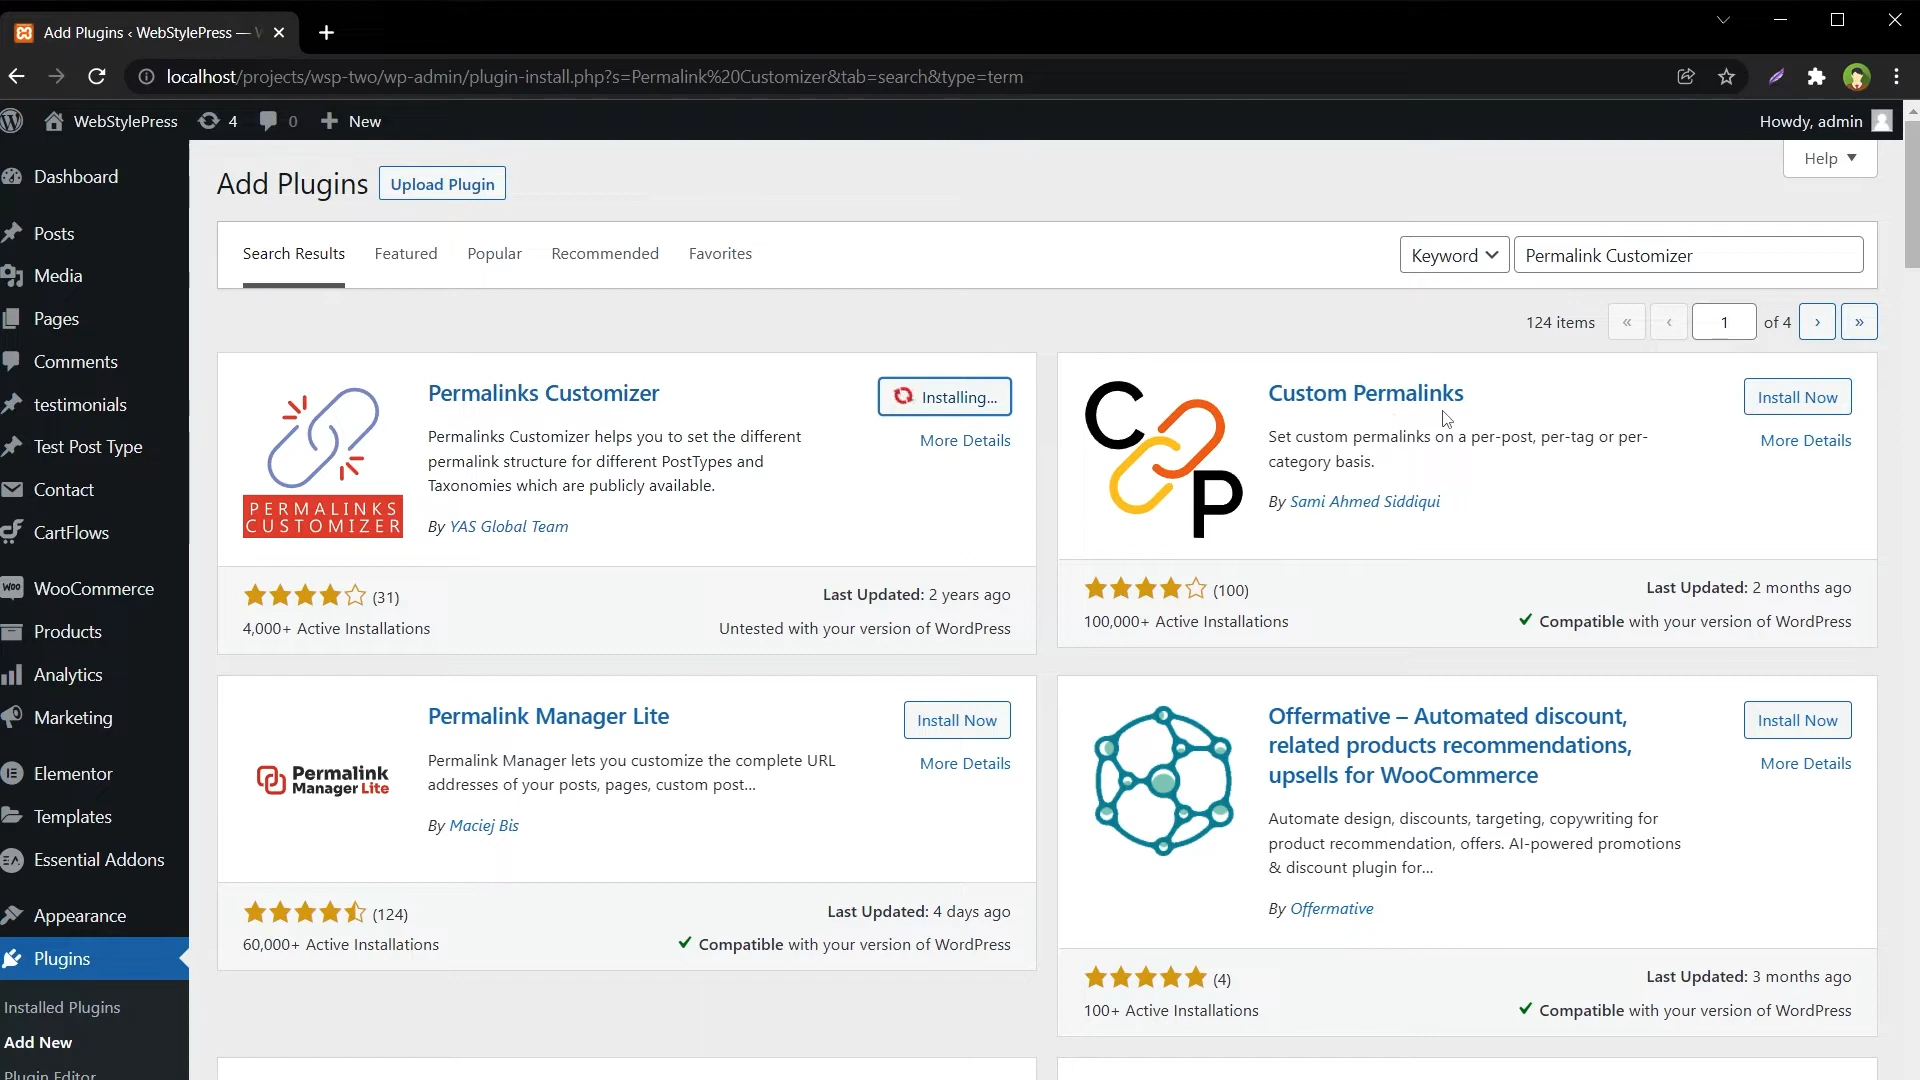 Add Plugins ‹ WebStylePress —
localhost/projects/wsp-two/wp-admin/plugin-install.php?s=Permalink%20Customizer&tab=search&type=term
WebStylePress 4 0 New
Howdy, admin
Dashboard
Posts
Media
Pages
Comments
testimonials
Test Post Type
Contact
CartFlows
WooCommerce
Products
Analytics
Marketing
Elementor
Templates
Essential Addons
Appearance
Plugins
Installed Plugins
Add New
Plugin Editor
Help
Add Plugins Upload Plugin
Search Results Featured Popular Recommended Favorites
Keyword Permalink Customizer
124 items « ‹ 1 of 4 › »
PERMALINKS
CUSTOMIZER
Permalinks Customizer
Installing...
More Details
Permalinks Customizer helps you to set the different
permalink structure for different PostTypes and
Taxonomies which are publicly available.
By YAS Global Team
(31)
Last Updated: 2 years ago
4,000+ Active Installations
Untested with your version of WordPress
C
P
Custom Permalinks
Install Now
More Details
Set custom permalinks on a per-post, per-tag or per-
category basis.
By Sami Ahmed Siddiqui
(100)
Last Updated: 2 months ago
100,000+ Active Installations
Compatible with your version of WordPress
Permalink
Manager Lite
Permalink Manager Lite
Install Now
More Details
Permalink Manager lets you customize the complete URL
addresses of your posts, pages, custom post...
By Maciej Bis
(124)
Last Updated: 4 days ago
60,000+ Active Installations
Compatible with your version of WordPress
Offermative – Automated discount,
related products recommendations,
upsells for WooCommerce
Install Now
More Details
Automate design, discounts, targeting, copywriting for
product recommendation, offers. AI-powered promotions
& discount plugin for...
By Offermative
(4)
Last Updated: 3 months ago
100+ Active Installations
Compatible with your version of WordPress